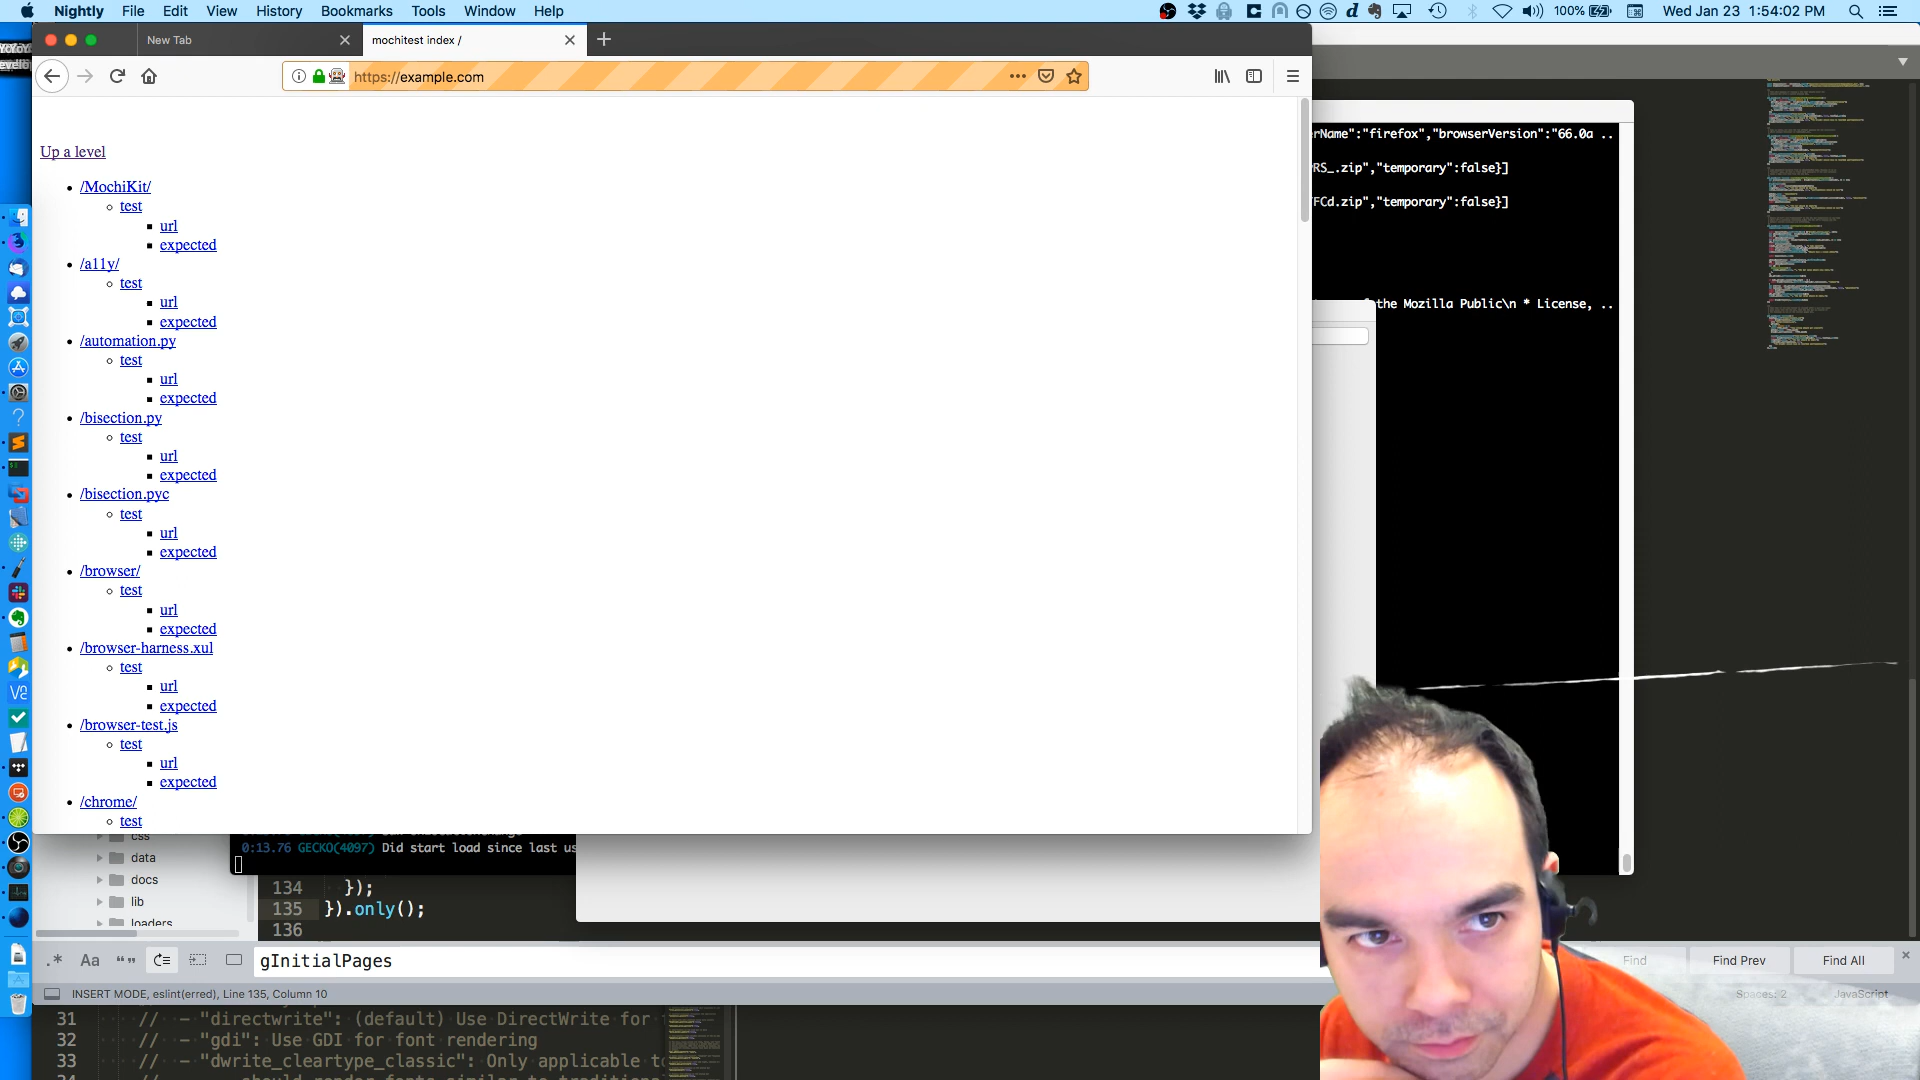 Nightly File Edit View History Bookmarks Tools Window Help
100% Wed Jan 23 1:54:02 PM
New Tab
mochitest index /
https://example.com
Up a level
/MochiKit/
test
url
expected
/a11y/
test
url
expected
/automation.py
test
url
expected
/bisection.py
test
url
expected
/bisection.pyc
test
url
expected
/browser/
test
url
expected
/browser-harness.xul
test
url
expected
/browser-test.js
test
url
expected
/chrome/
test
rName":"firefox","browserVersion":"66.0a ..
RS_.zip","temporary":false}]
FCd.zip","temporary":false}]
the Mozilla Public\n * License, ..
css
data
docs
lib
loaders
0:13.76 GECKO(4097) Did start load since last us
134 });
135 }).only();
136
.* Aa
gInitialPages
Find Find Prev Find All
INSERT MODE, eslint(erred), Line 135, Column 10
Spaces: 2 JavaScript
31 // - "directwrite": (default) Use DirectWrite for
32 // - "gdi": Use GDI for font rendering
33 // - "dwrite_cleartype_classic": Only applicable to